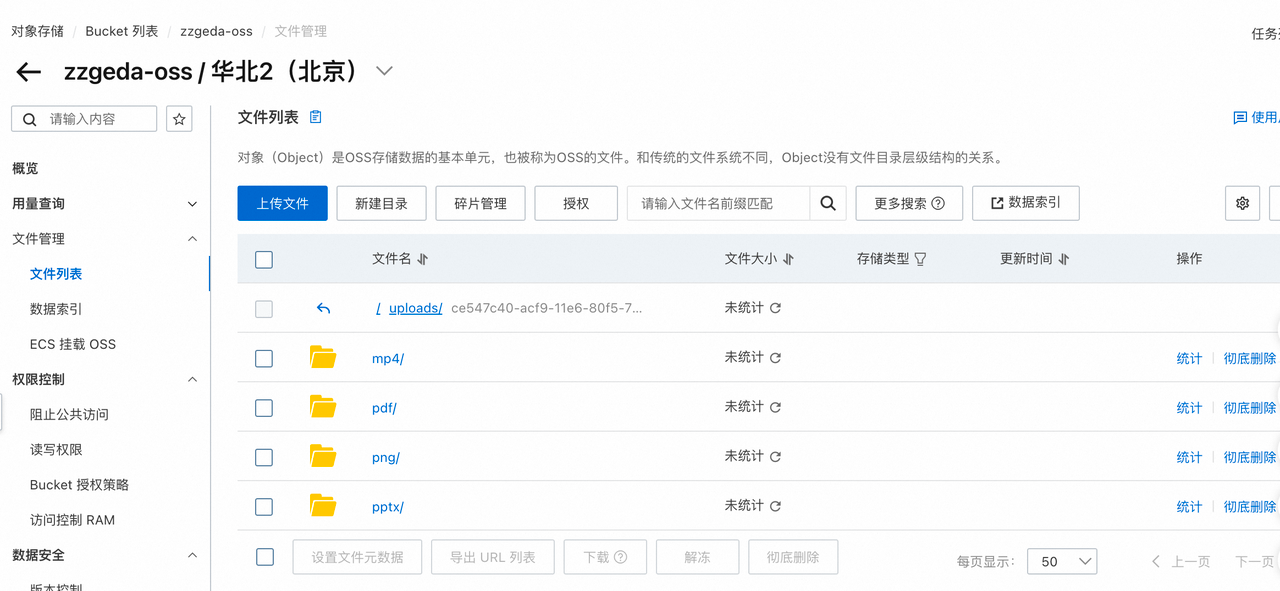 对象存储 / Bucket 列表 / zzgeda-oss / 文件管理
任务
zzgeda-oss / 华北2（北京）
请输入内容
概览
用量查询
文件管理
文件列表
数据索引
ECS 挂载 OSS
权限控制
阻止公共访问
读写权限
Bucket 授权策略
访问控制 RAM
数据安全
版本控制
文件列表
使用
对象（Object）是OSS存储数据的基本单元，也被称为OSS的文件。和传统的文件系统不同，Object没有文件目录层级结构的关系。
上传文件 新建目录 碎片管理 授权 请输入文件名前缀匹配 更多搜索 数据索引
文件名 文件大小 存储类型 更新时间 操作
/ uploads/ ce547c40-acf9-11e6-80f5-7... 未统计
mp4/ 未统计 统计 彻底删除
pdf/ 未统计 统计 彻底删除
png/ 未统计 统计 彻底删除
pptx/ 未统计 统计 彻底删除
设置文件元数据 导出 URL 列表 下载 解冻 彻底删除 每页显示： 50 上一页 下一页